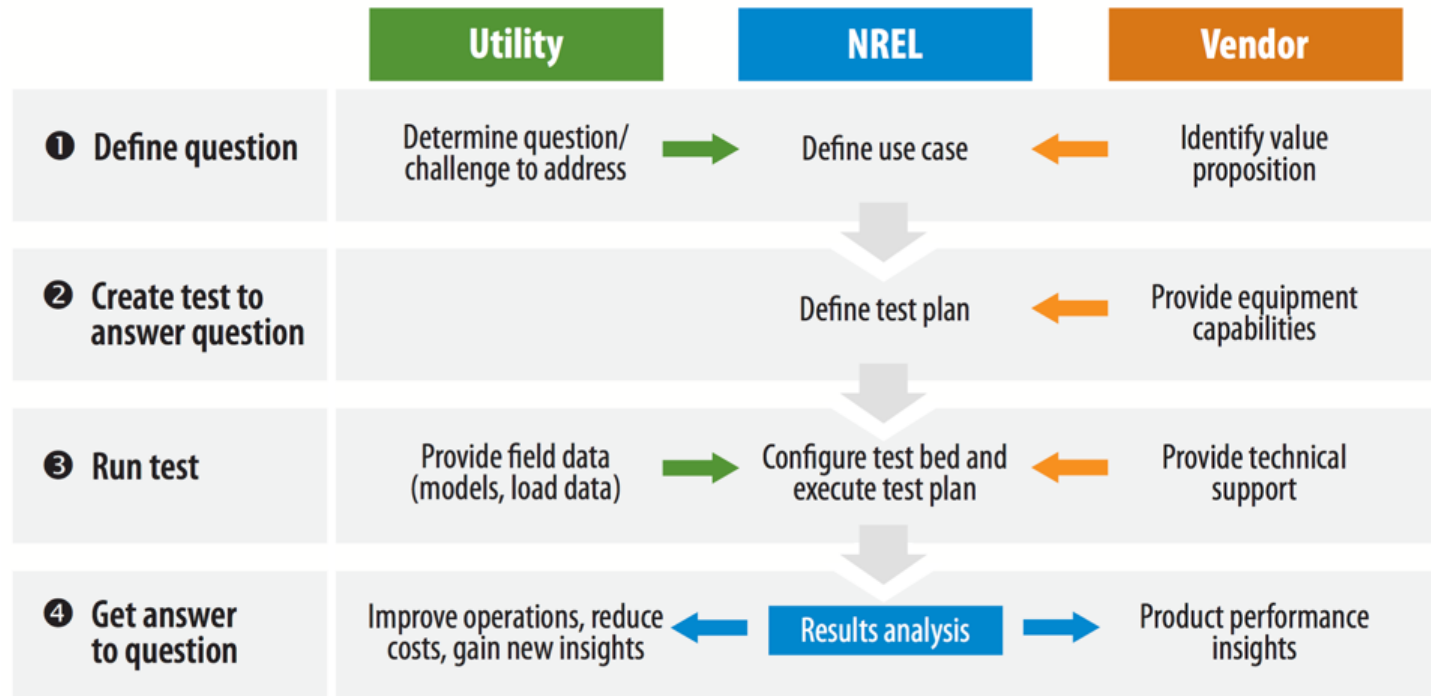 Utility
NREL
Vendor
❶ Define question
Determine question/
challenge to address
Define use case
Identify value
proposition
❷ Create test to
answer question
Define test plan
Provide equipment
capabilities
❸ Run test
Provide field data
(models, load data)
Configure test bed and
execute test plan
Provide technical
support
❹ Get answer
to question
Improve operations, reduce
costs, gain new insights
Results analysis
Product performance
insights